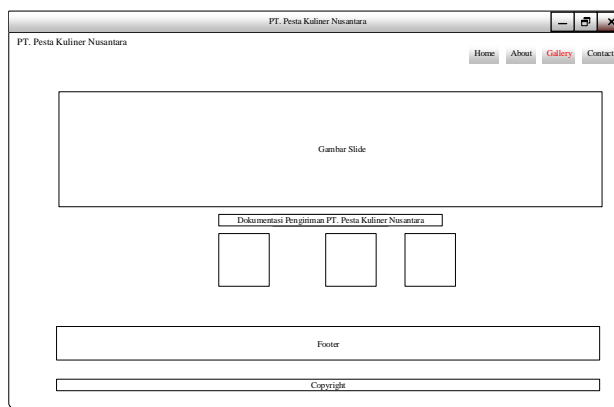 PT. Pesta Kuliner Nusantara
PT. Pesta Kuliner Nusantara
Home About Gallery Contact
Gambar Slide
Dokumentasi Pengiriman PT. Pesta Kuliner Nusantara
Footer
Copyright